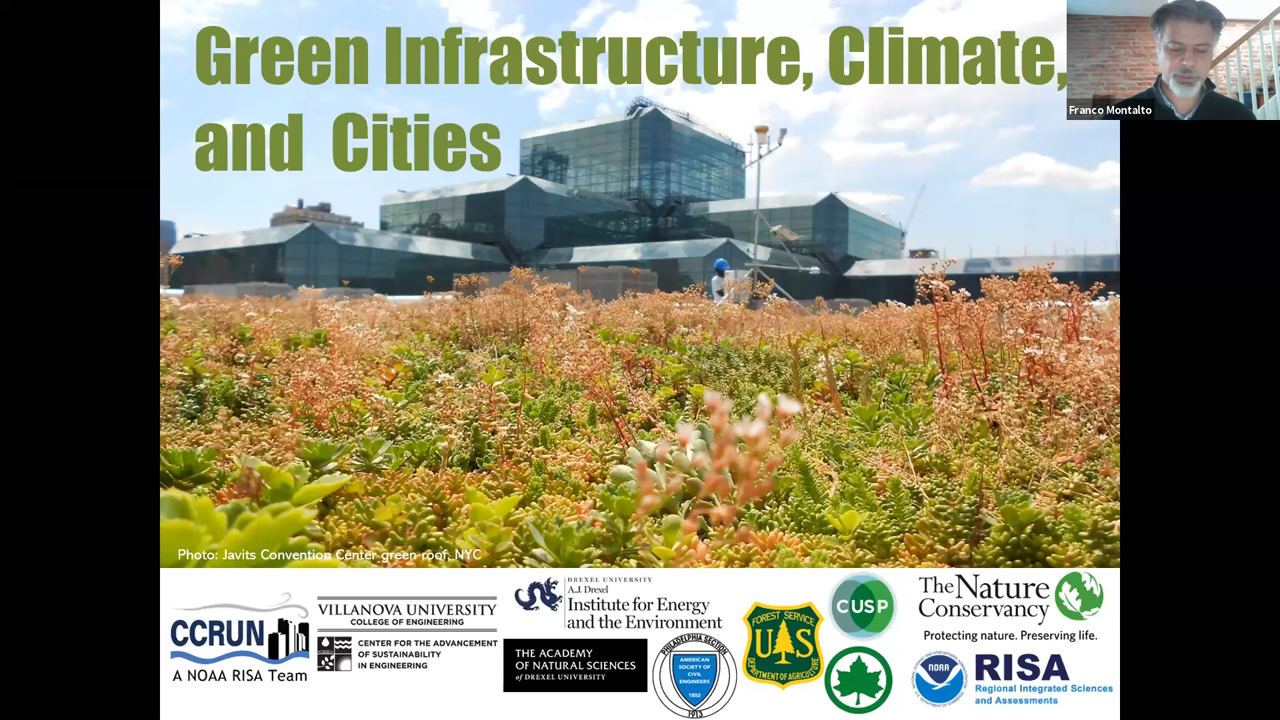 Green Infrastructure, Climate,
and Cities
Franco Montalto
Photo: Javits Convention Center green roof, NYC
CCRUN
A NOAA RISA Team
VILLANOVA UNIVERSITY
COLLEGE OF ENGINEERING
CENTER FOR THE ADVANCEMENT
OF SUSTAINABILITY
IN ENGINEERING
DREXEL UNIVERSITY
A.J. Drexel
Institute for Energy
and the Environment
THE ACADEMY
OF NATURAL SCIENCES
of DREXEL UNIVERSITY
PHILADELPHIA SECTION
AMERICAN
SOCIETY OF
CIVIL
ENGINEERS
1852
1913
FOREST SERVICE
US
DEPARTMENT OF AGRICULTURE
CUSP
The Nature
Conservancy
Protecting nature. Preserving life.
NOAA
RISA
Regional Integrated Sciences
and Assessments